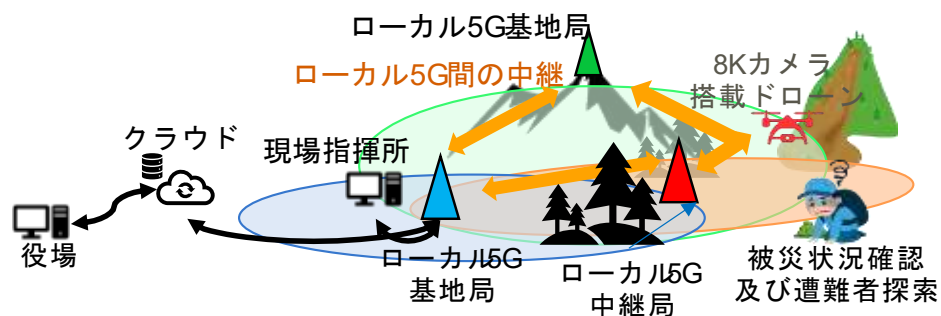 ローカル5G基地局
ローカル5G間の中継
8Kカメラ
搭載ドローン
クラウド
現場指揮所
役場
ローカル5G
基地局
ローカル5G
中継局
被災状況確認
及び遭難者探索